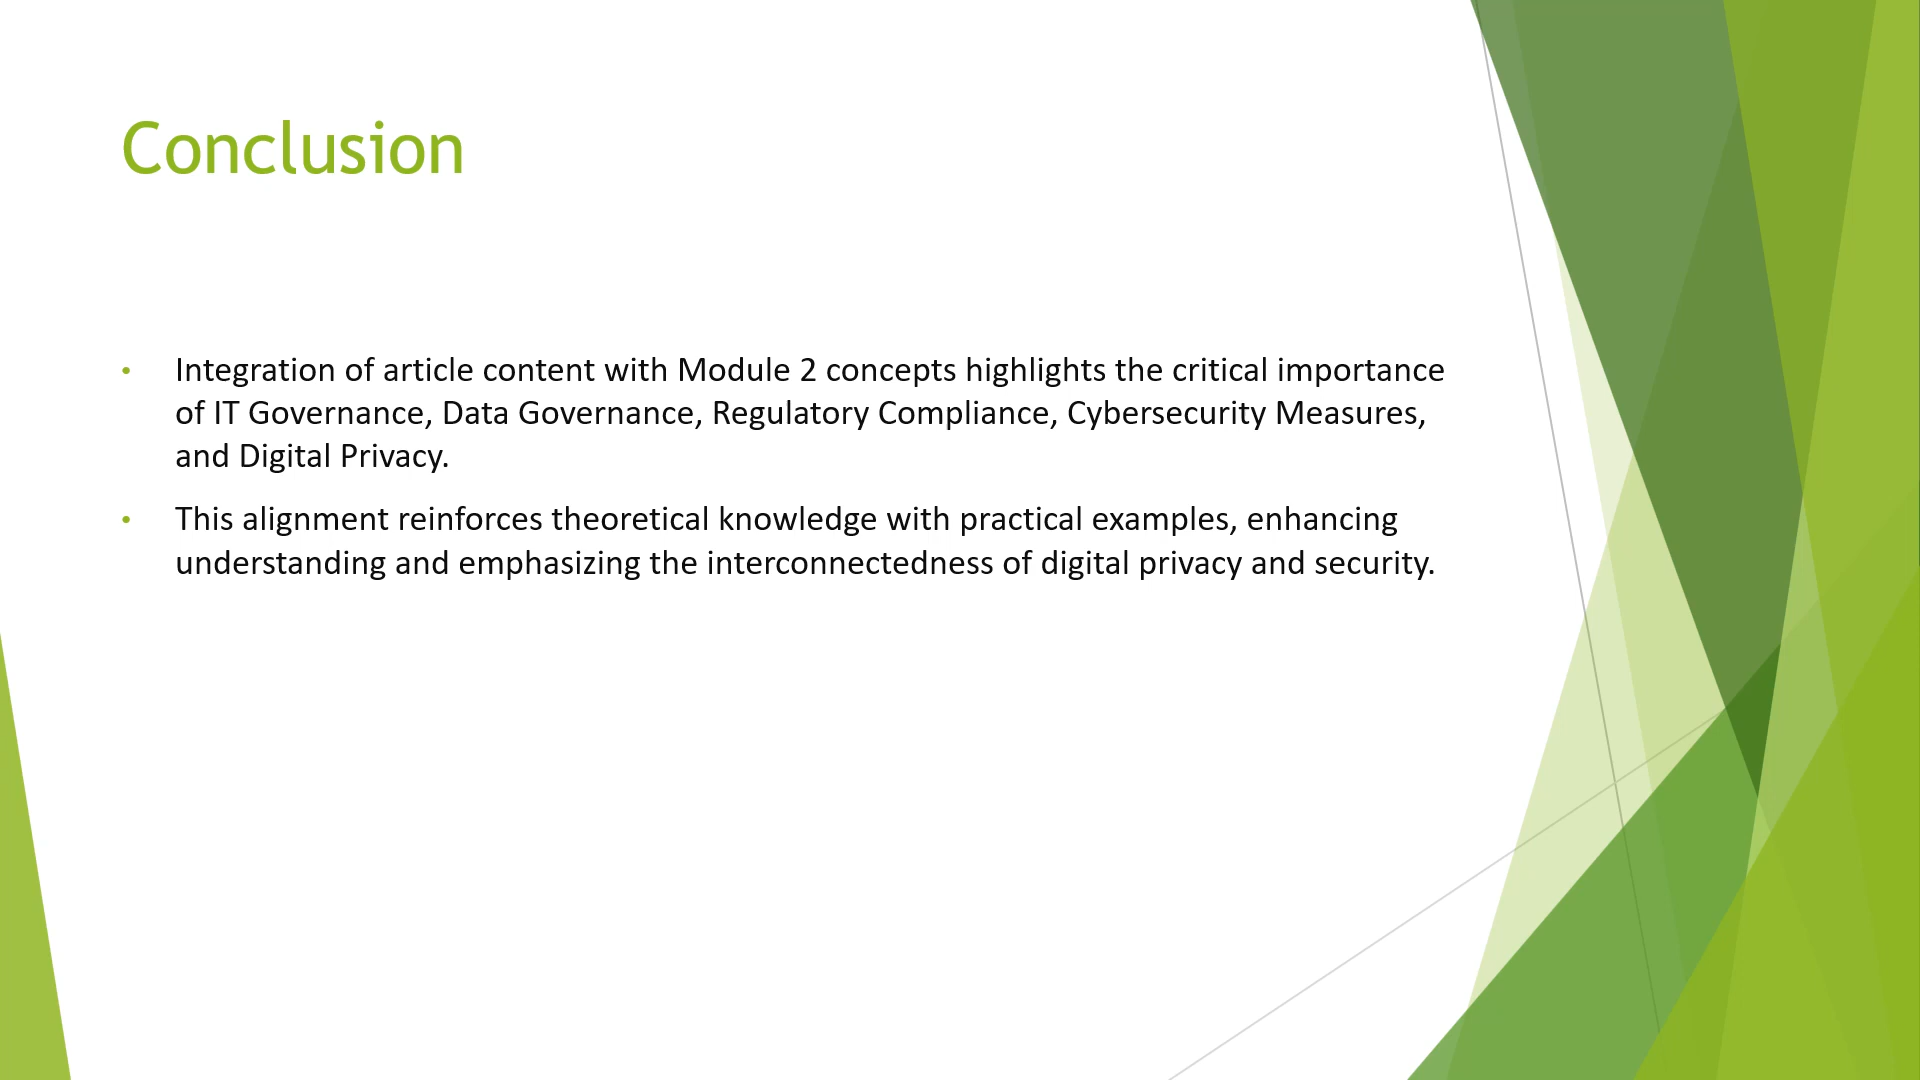 Conclusion
• Integration of article content with Module 2 concepts highlights the critical importance
of IT Governance, Data Governance, Regulatory Compliance, Cybersecurity Measures,
and Digital Privacy.
• This alignment reinforces theoretical knowledge with practical examples, enhancing
understanding and emphasizing the interconnectedness of digital privacy and security.